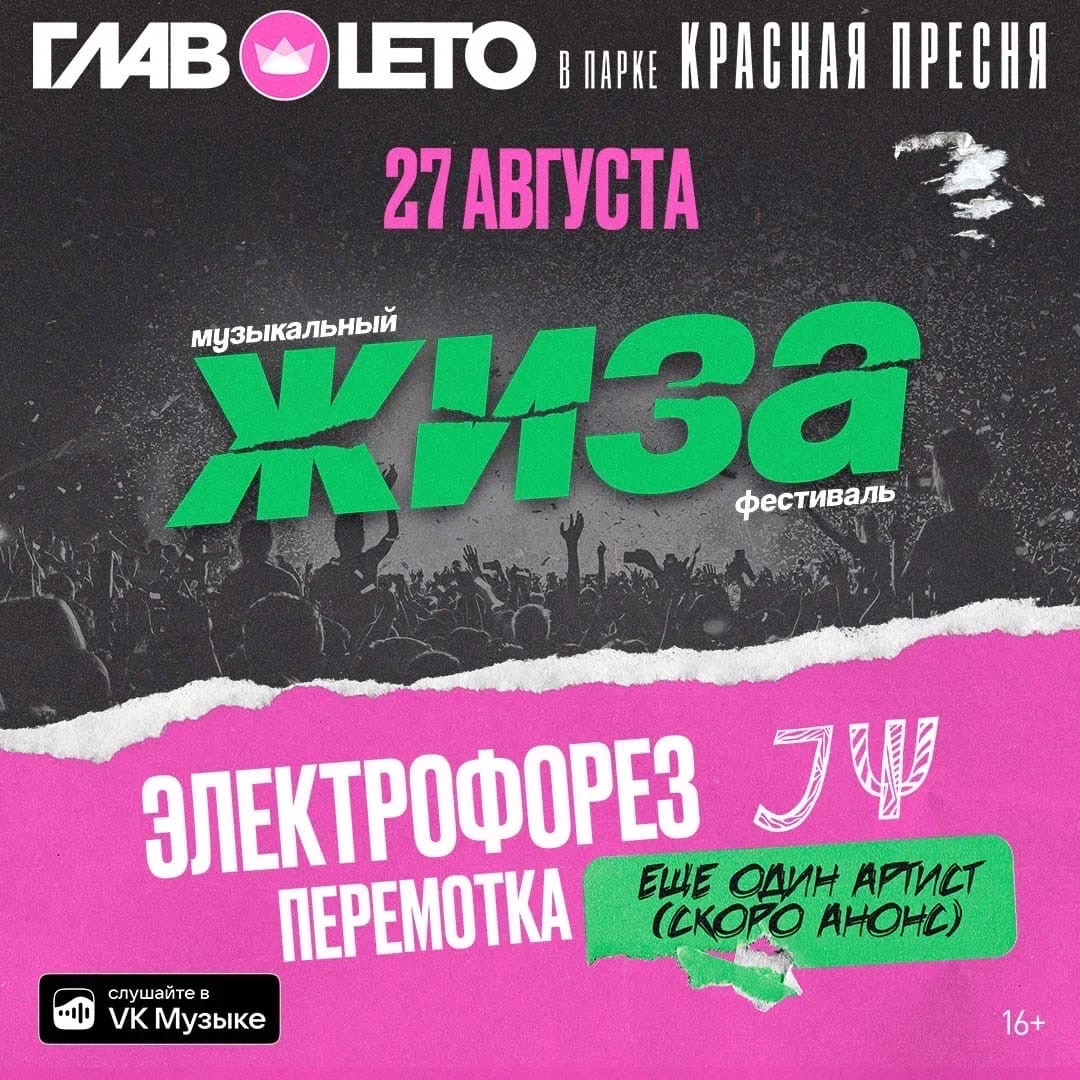 ГЛАВ LETO В ПАРКЕ КРАСНАЯ ПРЕСНЯ
27 АВГУСТА
музыкальный
жиза
фестиваль
ЭЛЕКТРОФОРЕЗ JΨ
ПЕРЕМОТКА
ЕЩЕ ОДИН АРТИСТ
(СКОРО АНОНС)
слушайте в
VK Музыке
16+